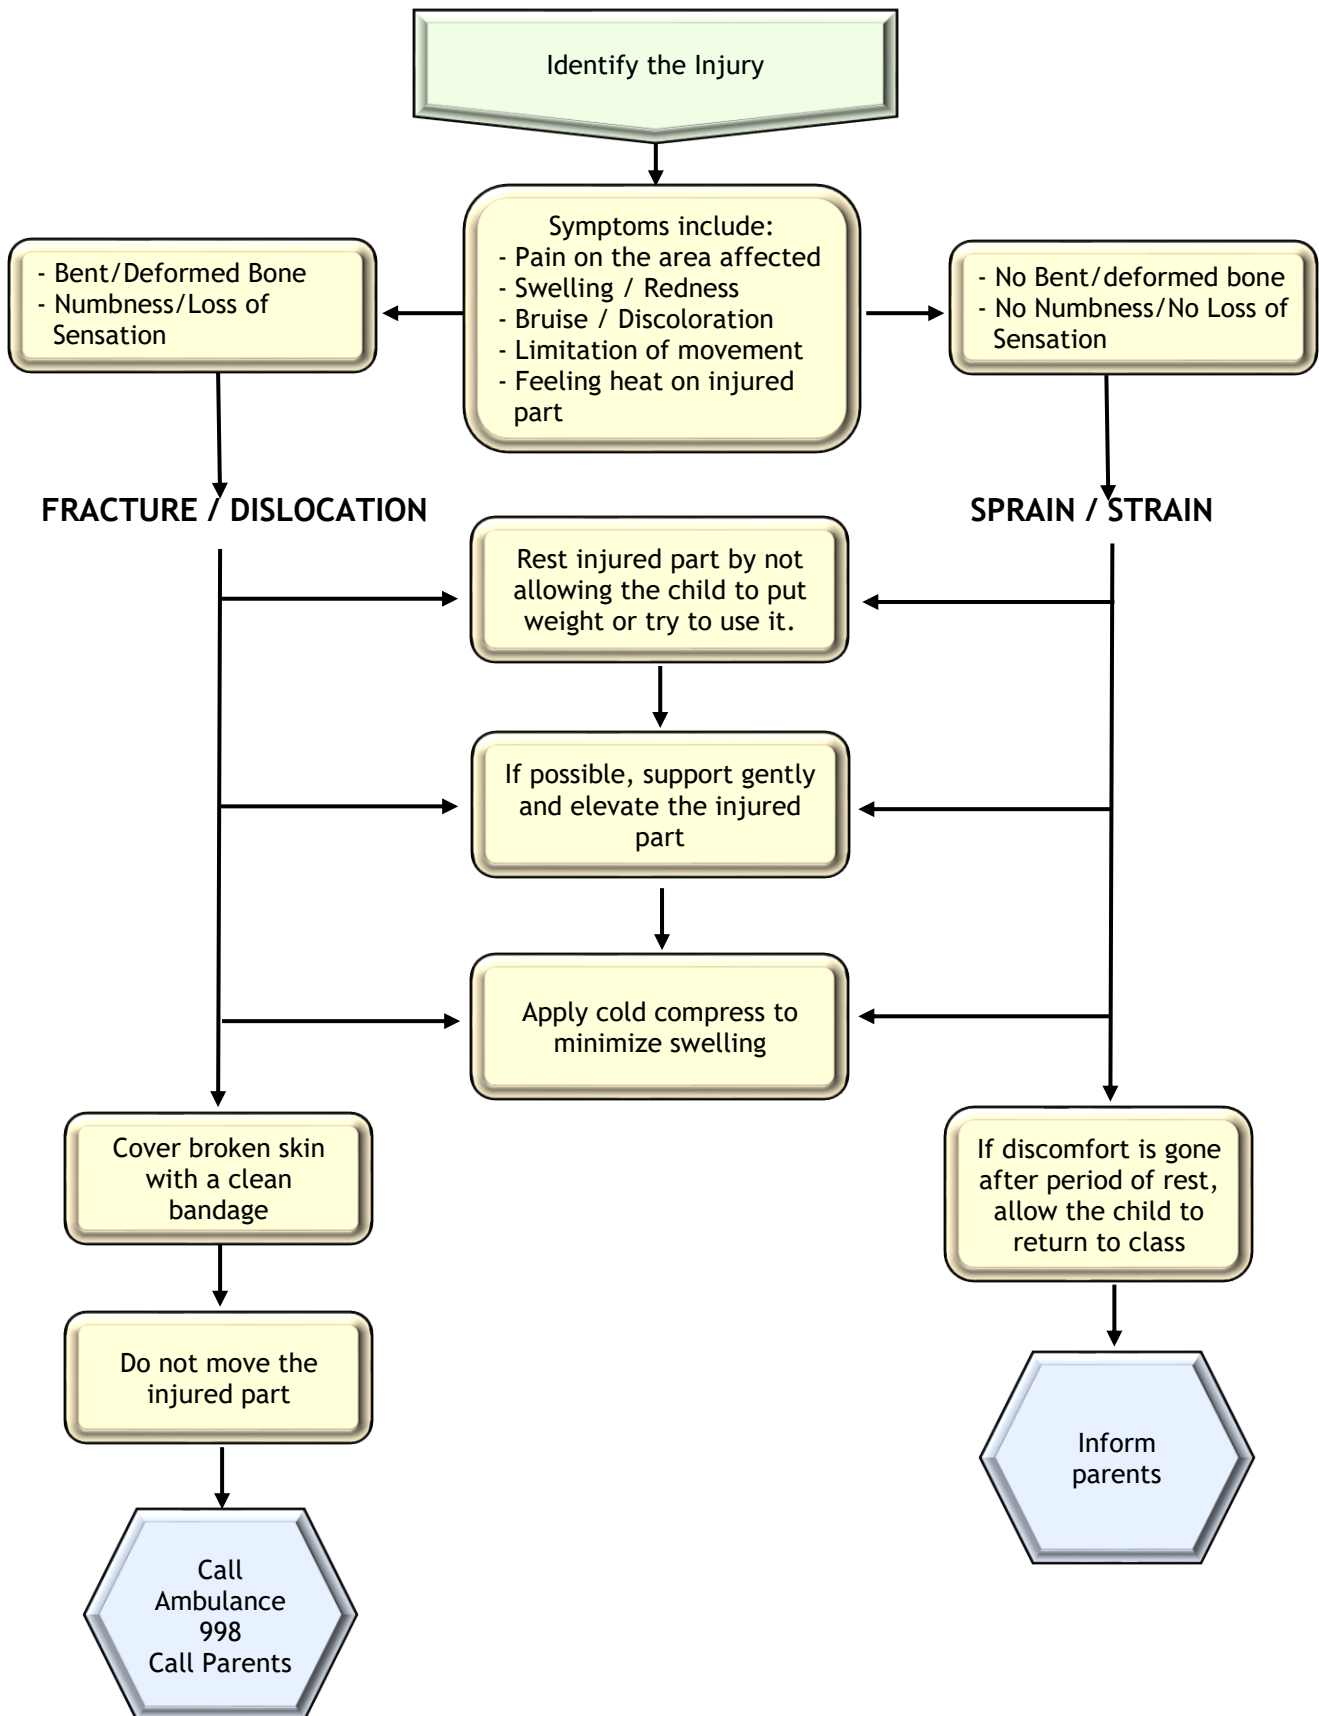 Identify the Injury
Symptoms include:
- Pain on the area affected
- Swelling / Redness
- Bruise / Discoloration
- Limitation of movement
- Feeling heat on injured
part
- Bent/Deformed Bone
- Numbness/Loss of
Sensation
- No Bent/deformed bone
- No Numbness/No Loss of
Sensation
FRACTURE / DISLOCATION
SPRAIN / STRAIN
Rest injured part by not
allowing the child to put
weight or try to use it.
If possible, support gently
and elevate the injured
part
Apply cold compress to
minimize swelling
Cover broken skin
with a clean
bandage
Do not move the
injured part
Call
Ambulance
998
Call Parents
If discomfort is gone
after period of rest,
allow the child to
return to class
Inform
parents